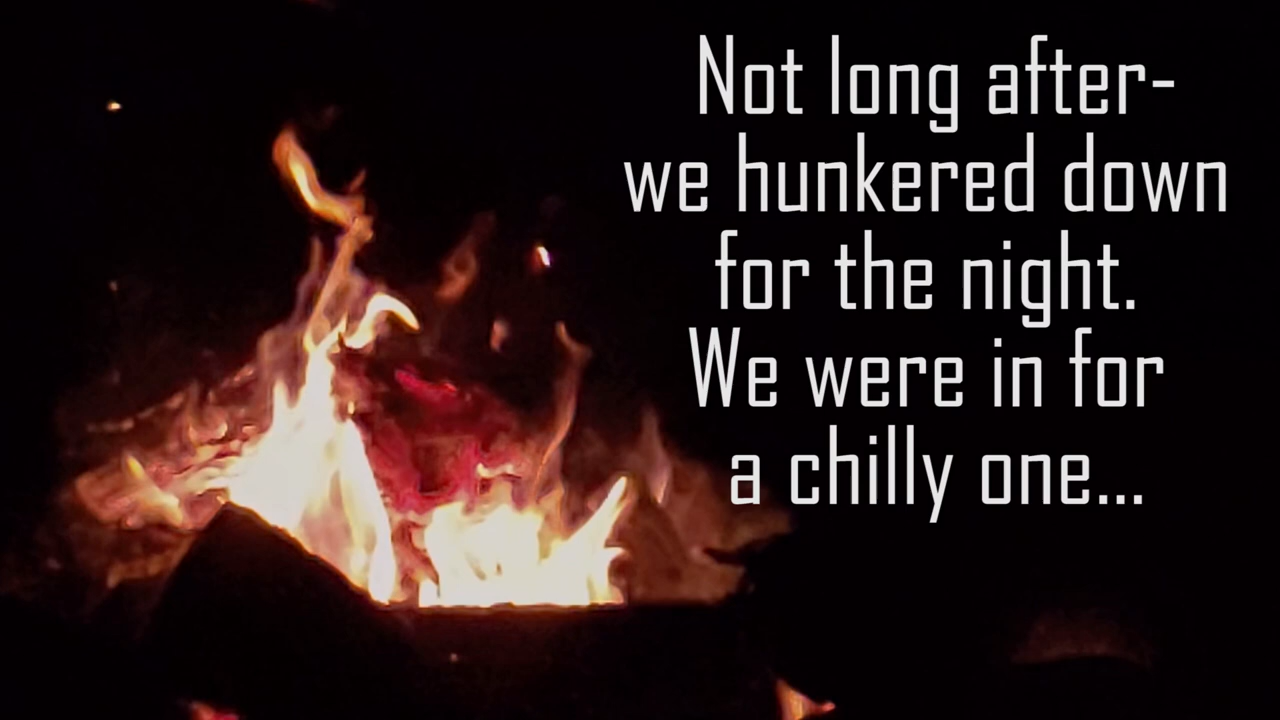 Not long after-
we hunkered down
for the night.
We were in for
a chilly one...